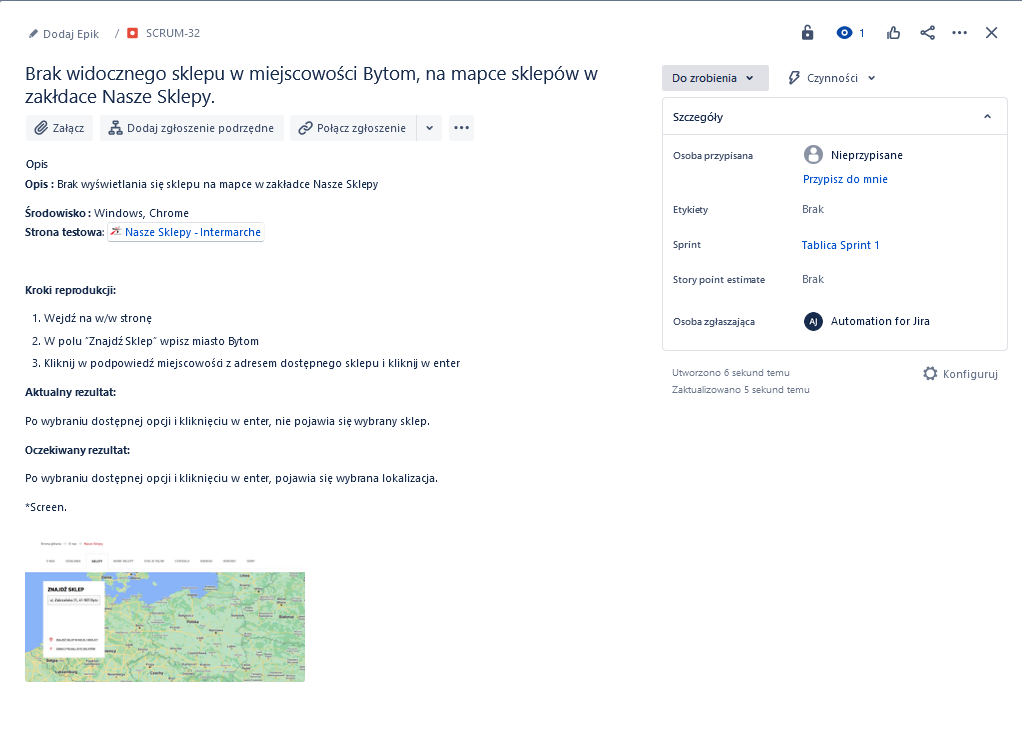 Dodaj Epik / SCRUM-32
1
Brak widocznego sklepu w miejscowości Bytom, na mapce sklepów w
zakłdace Nasze Sklepy.
Załącz Dodaj zgłoszenie podrzędne Połącz zgłoszenie
Opis
Opis : Brak wyświetlania się sklepu na mapce w zakładce Nasze Sklepy
Środowisko : Windows, Chrome
Strona testowa: Nasze Sklepy - Intermarche
Kroki reprodukcji:
1. Wejdź na w/w stronę
2. W polu “Znajdź Sklep” wpisz miasto Bytom
3. Kliknij w podpowiedź miejscowości z adresem dostępnego sklepu i kliknij w enter
Aktualny rezultat:
Po wybraniu dostępnej opcji i kliknięciu w enter, nie pojawia się wybrany sklep.
Oczekiwany rezultat:
Po wybraniu dostępnej opcji i kliknięciu w enter, pojawia się wybrana lokalizacja.
*Screen.
ZNAJDŹ SKLEP
Polska
Do zrobienia Czynności
Szczegóły
Osoba przypisana Nieprzypisane
Przypisz do mnie
Etykiety Brak
Sprint Tablica Sprint 1
Story point estimate Brak
Osoba zgłaszająca AJ Automation for Jira
Utworzono 6 sekund temu
Konfiguruj
Zaktualizowano 5 sekund temu